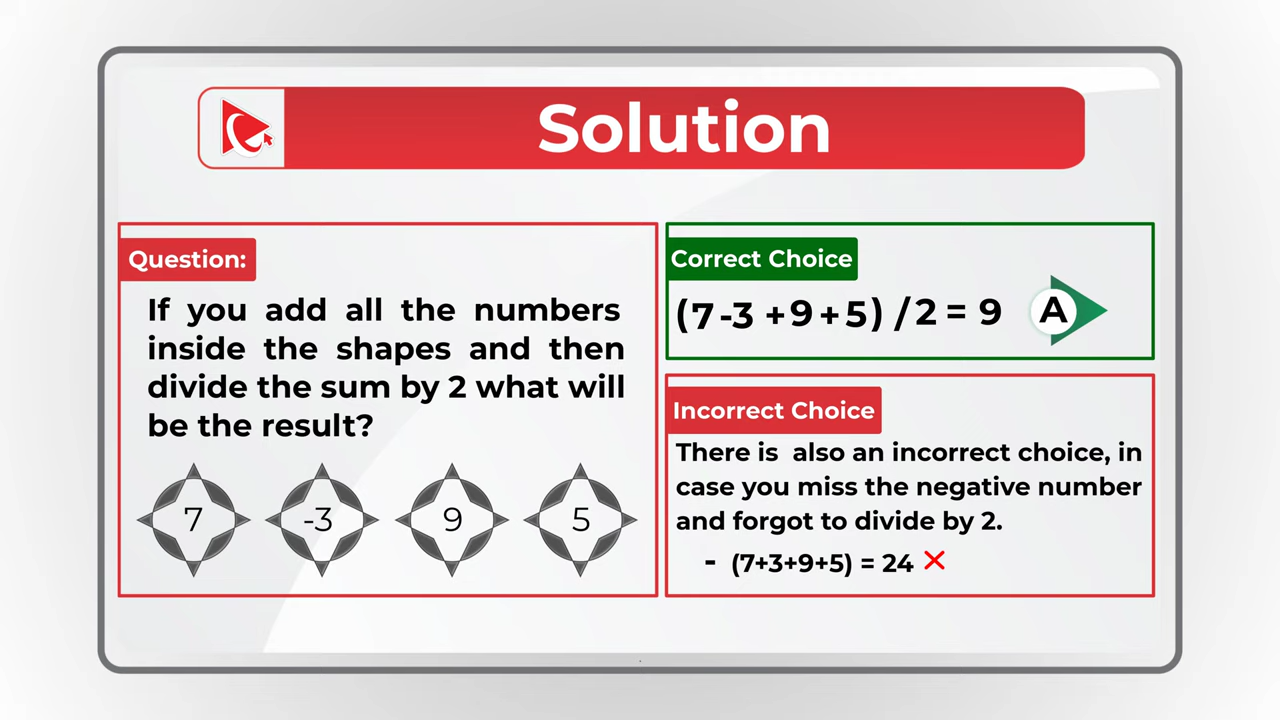 Solution
Question:
If you add all the numbers
inside the shapes and then
divide the sum by 2 what will
be the result?
7
-3
9
5
Correct Choice
(7-3 +9+5) /2 = 9
A
Incorrect Choice
There is also an incorrect choice, in
case you miss the negative number
and forgot to divide by 2.
- (7+3+9+5) = 24 ✕